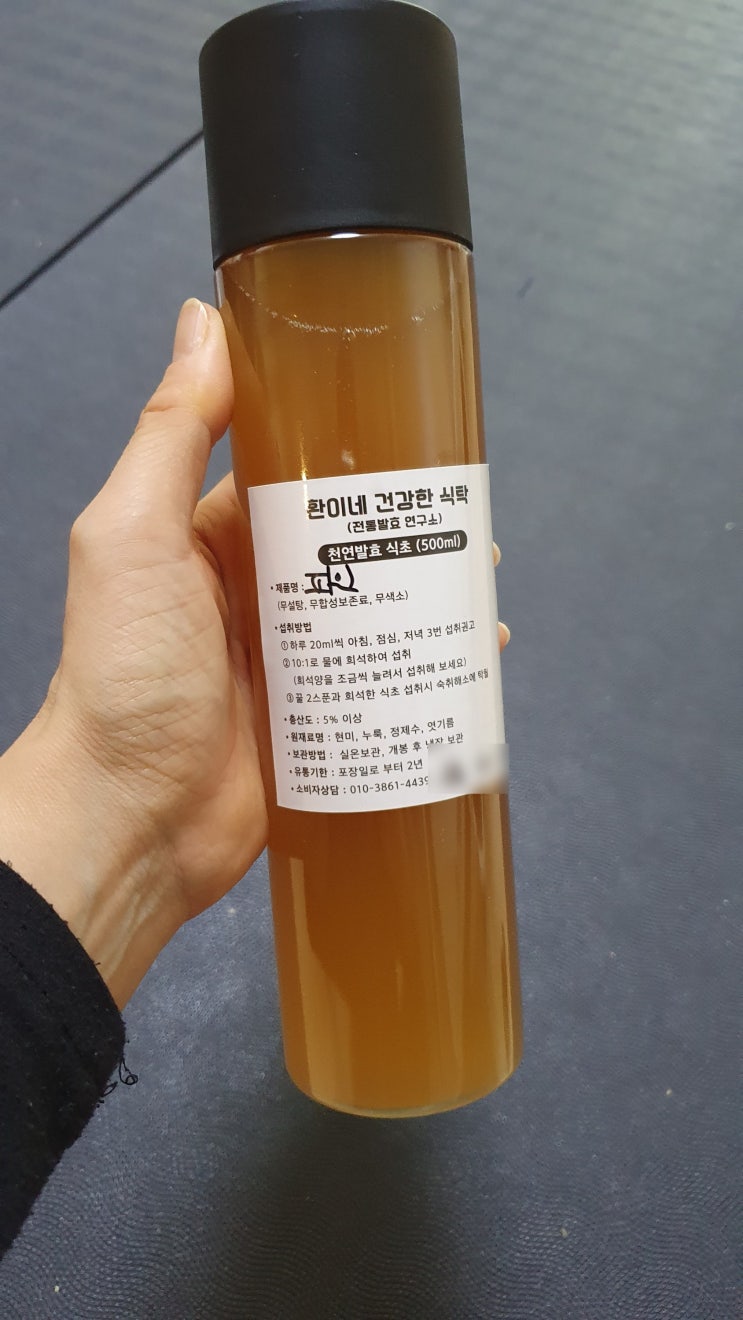 환이네 건강한 식탁
(전통발효 연구소)
천연발효 식초 (500ml)
• 제품명 : 파인
(무설탕, 무합성보존료, 무색소)
• 섭취방법
①하루 20ml씩 아침, 점심, 저녁 3번 섭취권고
②10:1로 물에 희석하여 섭취
(희석양을 조금씩 늘려서 섭취해 보세요)
③꿀 2스푼과 희석한 식초 섭취시 숙취해소에 탁월
• 총산도 : 5% 이상
• 원재료명 : 현미, 누룩, 정제수, 엿기름
• 보관방법 : 실온보관, 개봉 후 냉장 보관
• 유통기한 : 포장일로 부터 2년
• 소비자상담 : 010-3861-4439